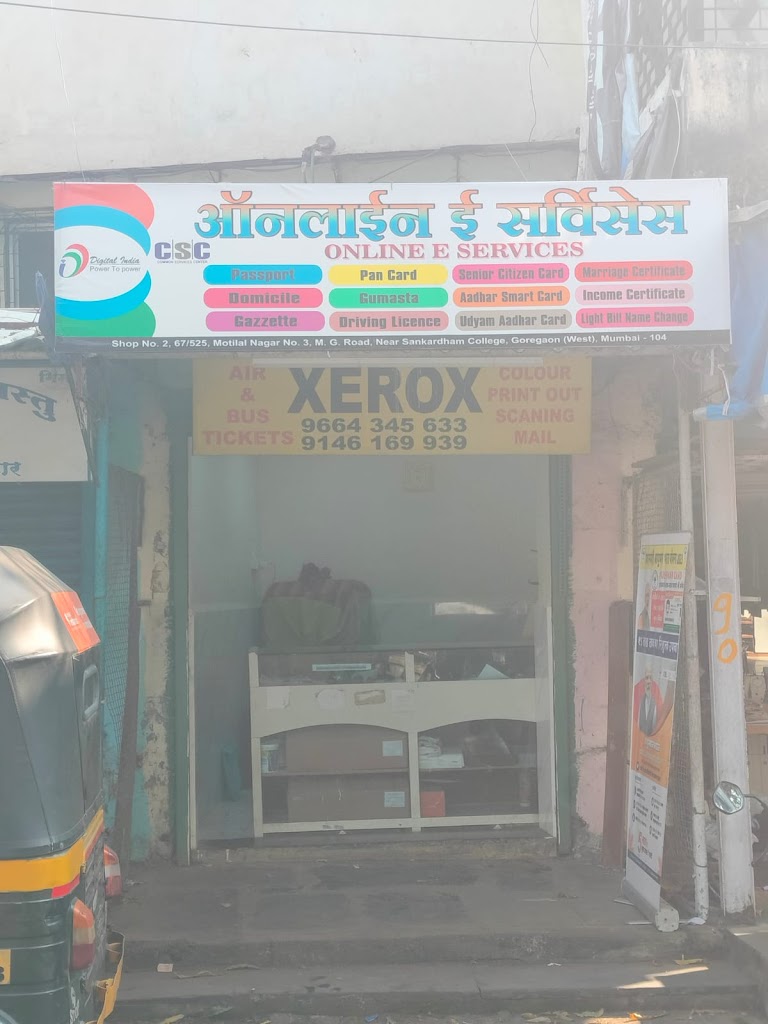 ऑनलाईन ई सर्विसेस
ONLINE E SERVICES
Digital India
Power To power
CSC
COMMON SERVICES CENTER
Passport Pan Card Senior Citizen Card Marriage Certificate
Domicile Gumasta Aadhar Smart Card Income Certificate
Gazzette Driving Licence Udyam Aadhar Card Light Bill Name Change
Shop No. 2, 67/525, Motilal Nagar No. 3, M. G. Road, Near Sankardham College, Goregaon (West), Mumbai - 104
AIR
&
BUS
TICKETS
XEROX
9664 345 633
9146 169 939
COLOUR
PRINT OUT
SCANING
MAIL